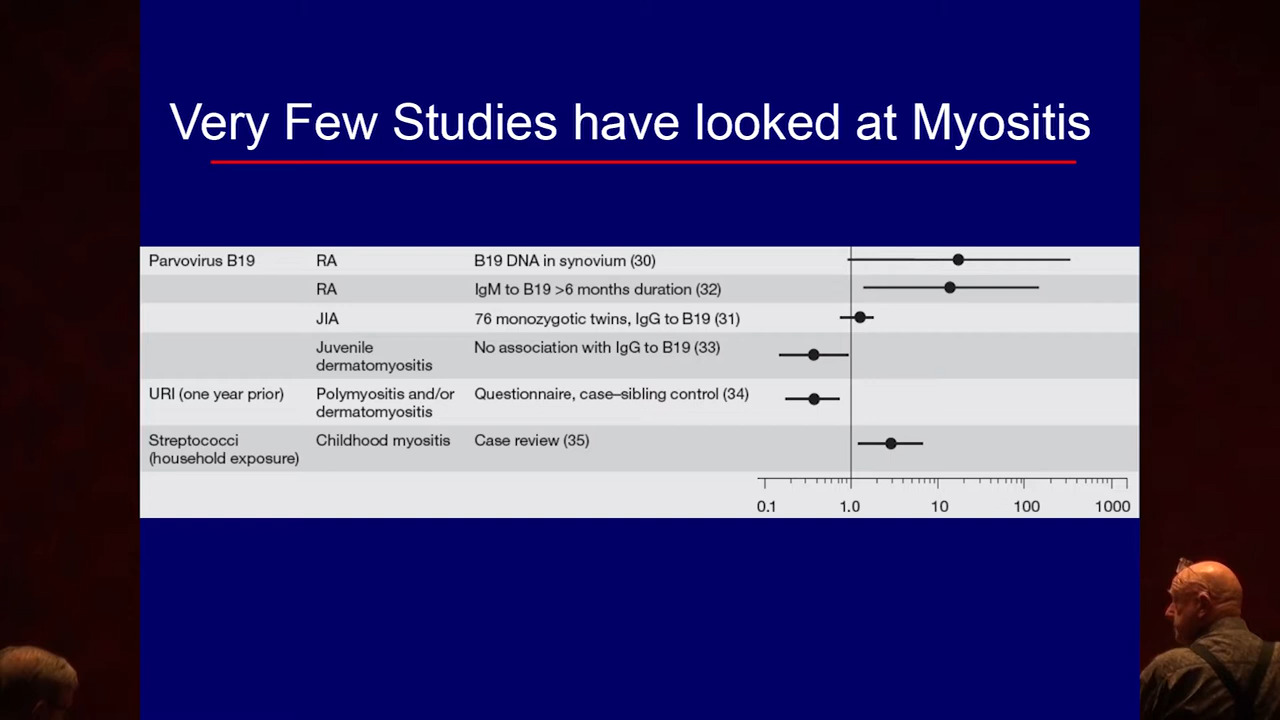 Very Few Studies have looked at Myositis
Parvovirus B19 RA B19 DNA in synovium (30)
RA IgM to B19 >6 months duration (32)
JIA 76 monozygotic twins, IgG to B19 (31)
Juvenile No association with IgG to B19 (33)
dermatomyositis
URI (one year prior) Polymyositis and/or Questionnaire, case–sibling control (34)
dermatomyositis
Streptococci Childhood myositis Case review (35)
(household exposure)
0.1 1.0 10 100 1000